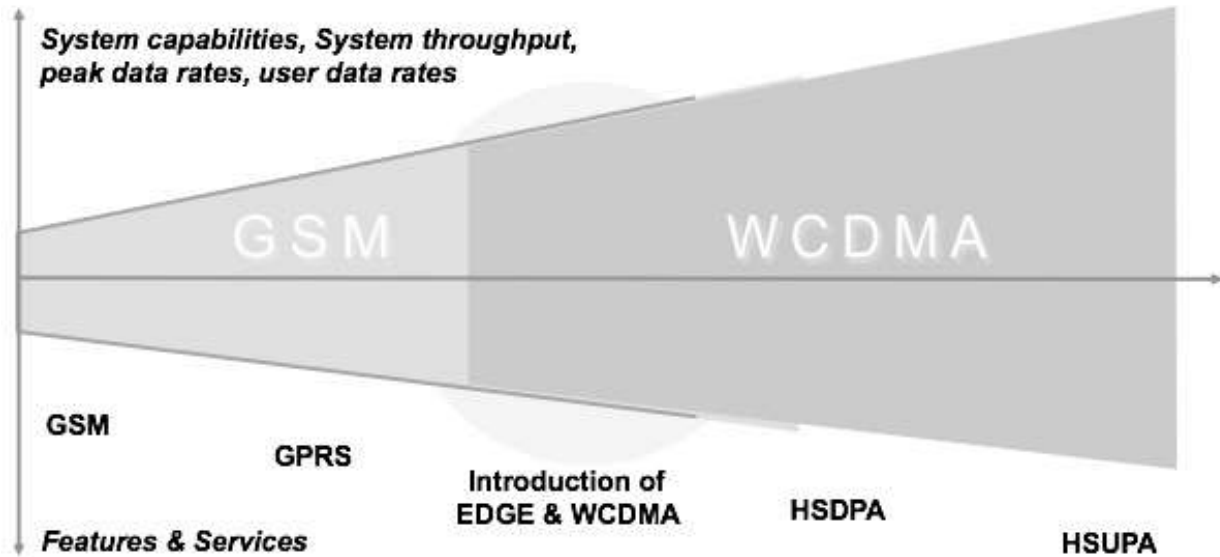 System capabilities, System throughput,
peak data rates, user data rates
GSM
WCDMA
GSM
GPRS
Introduction of
EDGE & WCDMA
HSDPA
HSUPA
Features & Services